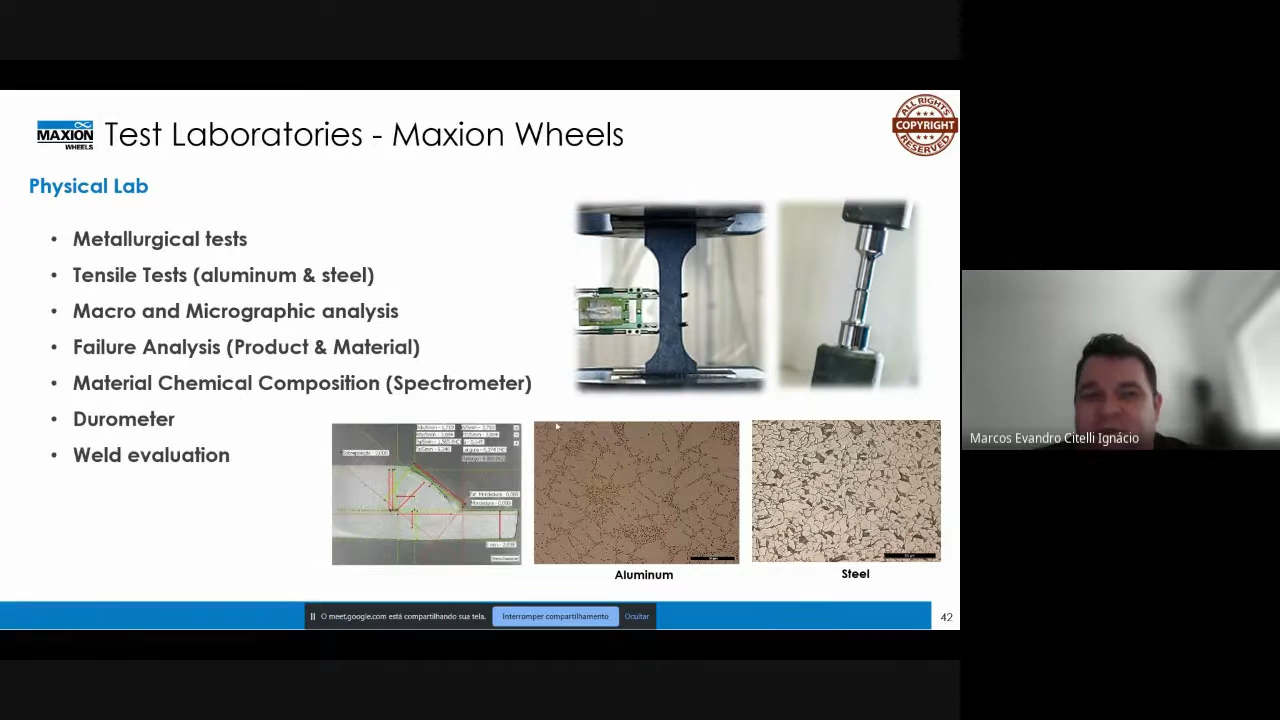 MAXION
WHEELS
Test Laboratories - Maxion Wheels
ALL RIGHTS
COPYRIGHT
RESERVED
Physical Lab
• Metallurgical tests
• Tensile Tests (aluminum & steel)
• Macro and Micrographic analysis
• Failure Analysis (Product & Material)
• Material Chemical Composition (Spectrometer)
• Durometer
• Weld evaluation
Marcos Evandro Citelli Ignácio
Aluminum
Steel
O meet.google.com está compartilhando sua tela.
Interromper compartilhamento
Ocultar
42